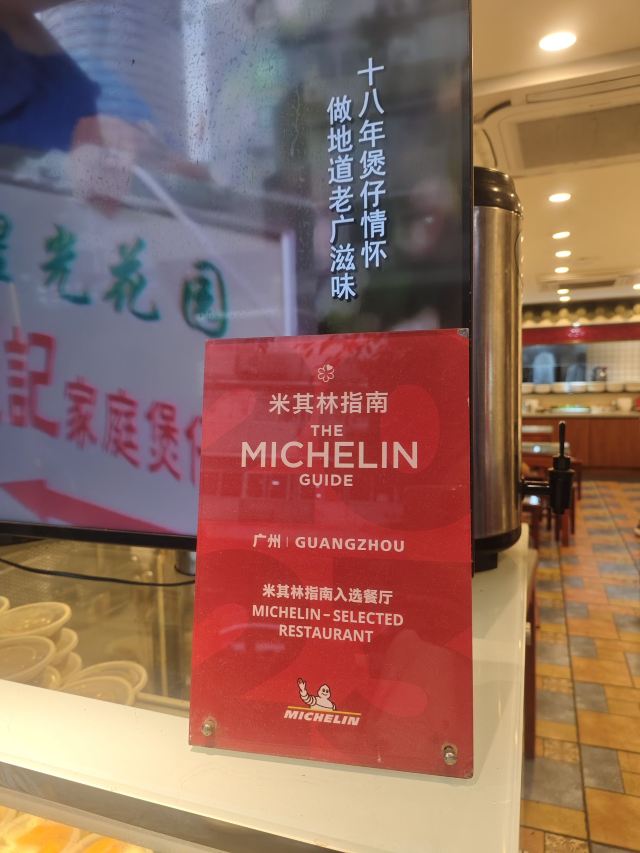 十八年煲仔情怀
做地道老广滋味
星光花园
記家庭煲仔
米其林指南
THE
MICHELIN
GUIDE
广州 | GUANGZHOU
米其林指南入选餐厅
MICHELIN-SELECTED
RESTAURANT
MICHELIN